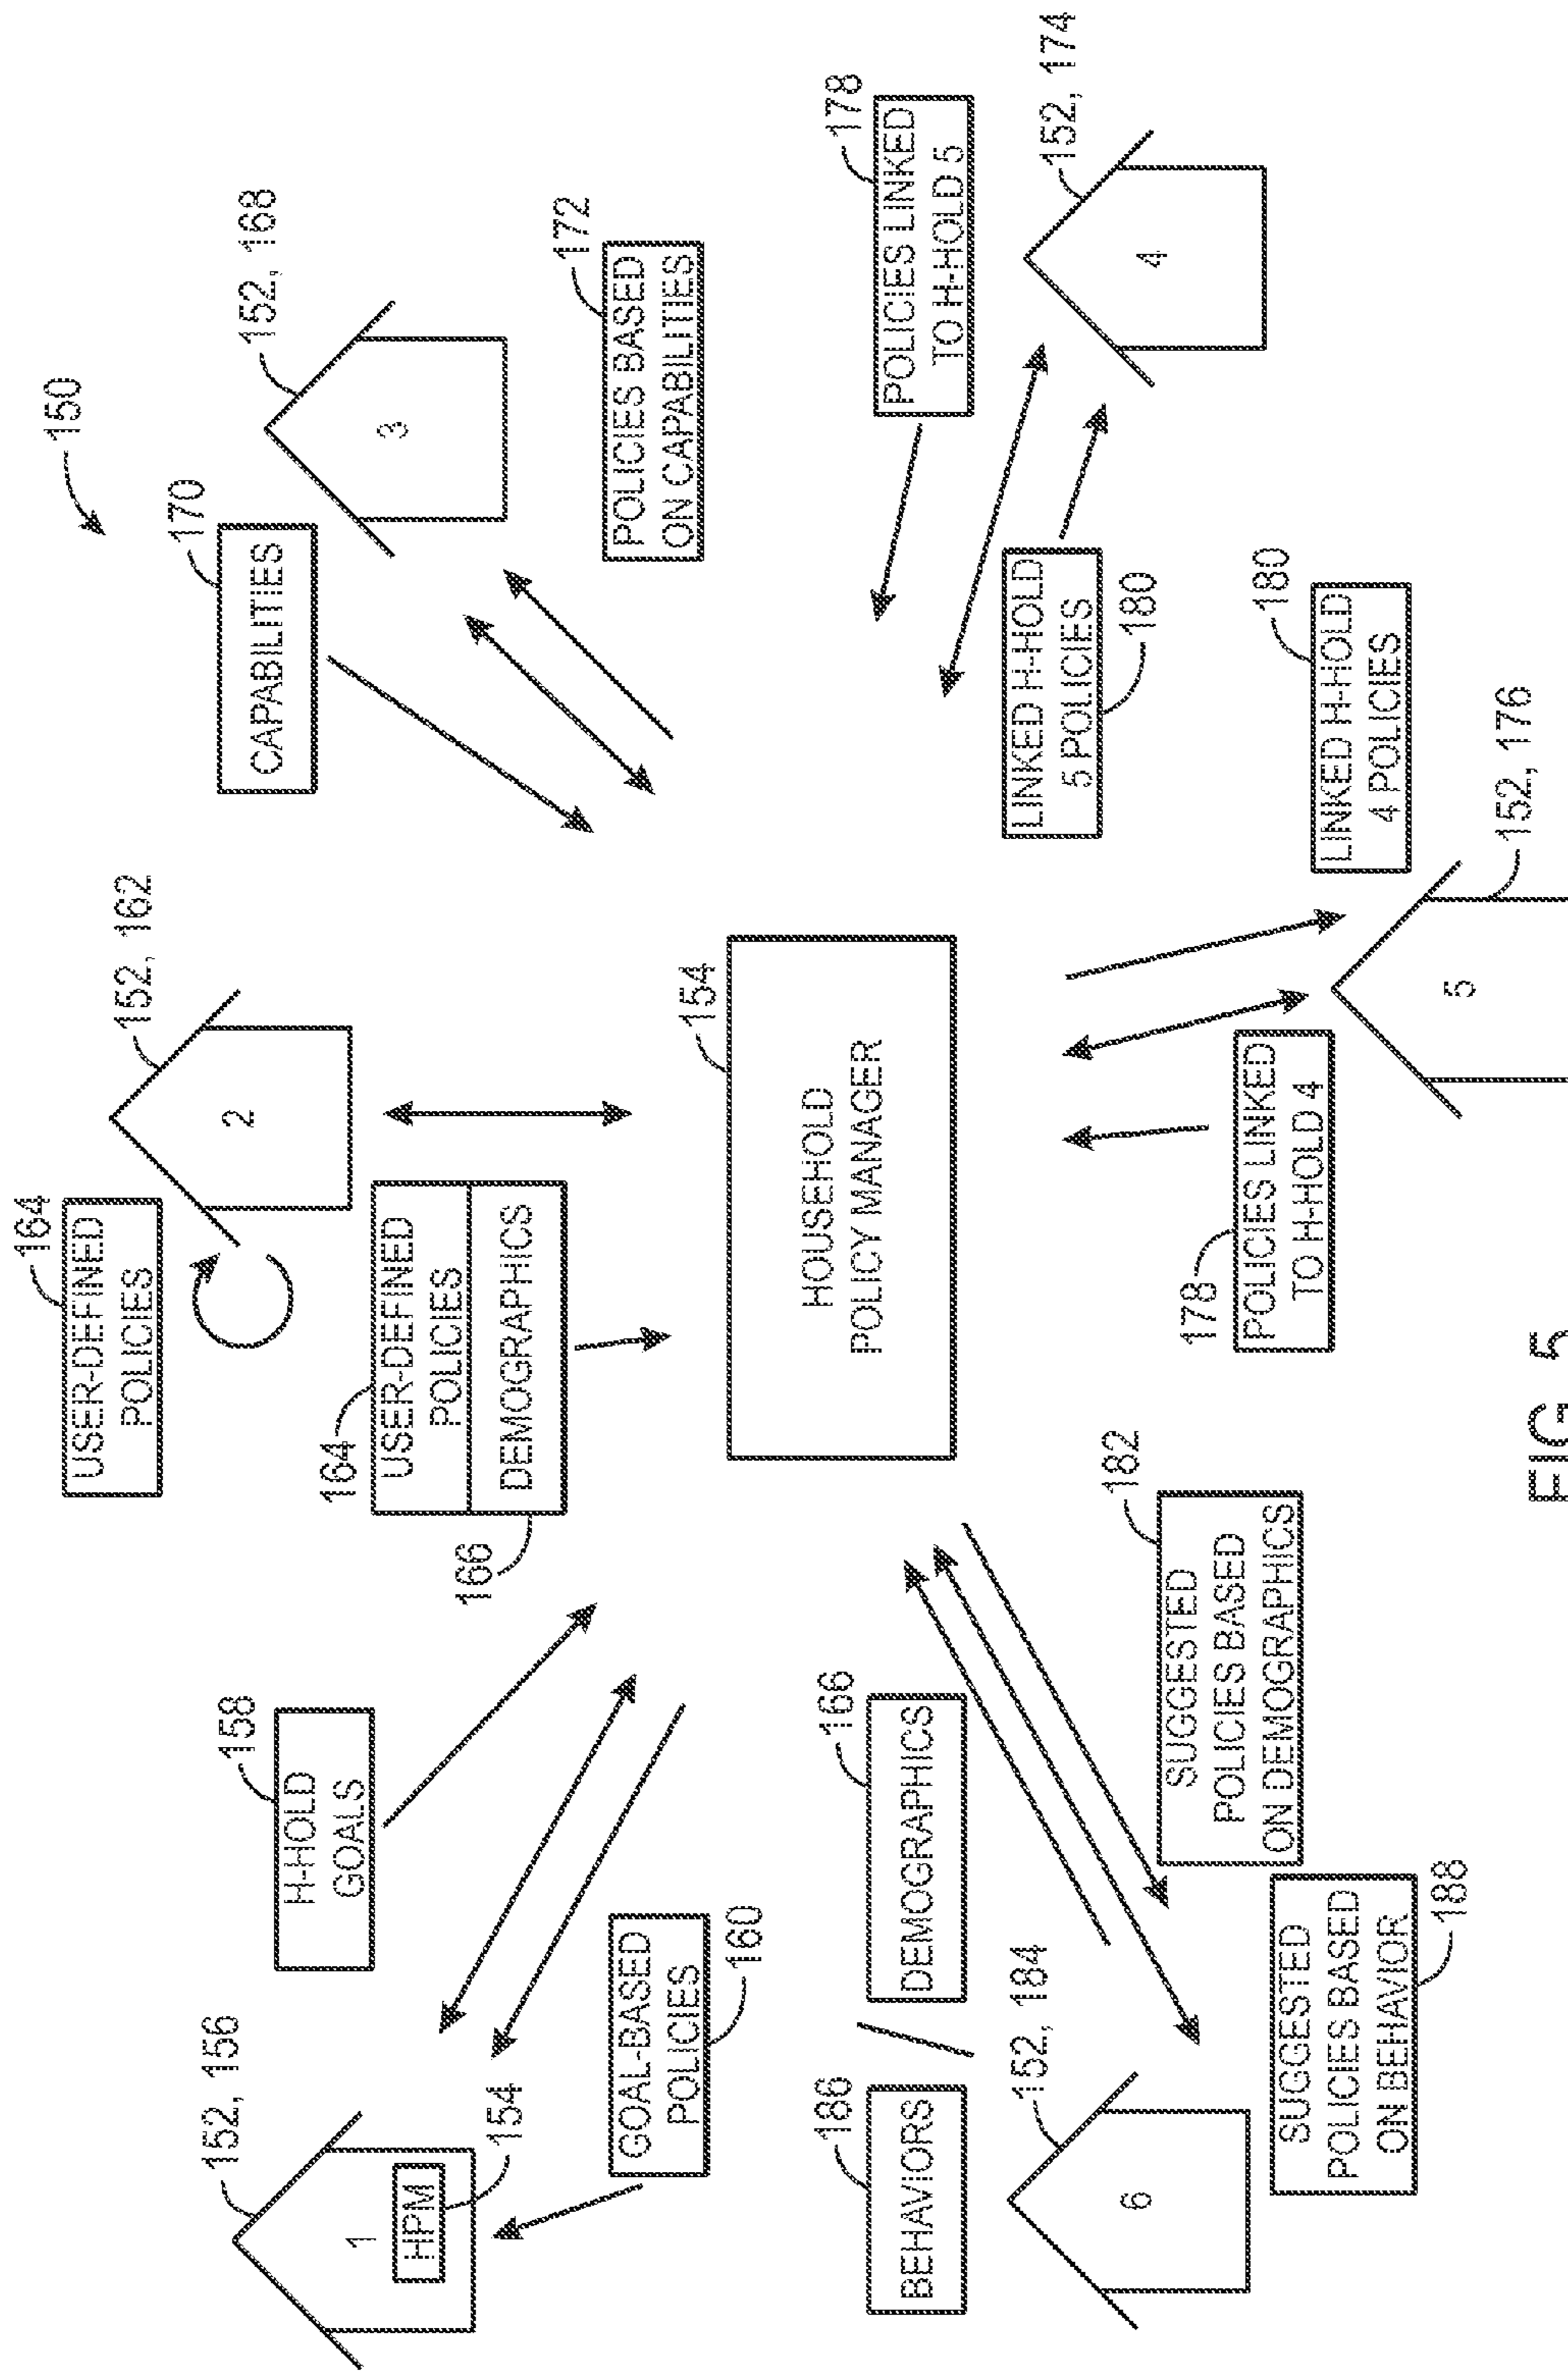 150
152, 156
1
HPM
154
H-HOLD
GOALS
158
GOAL-BASED
POLICIES
160
USER-DEFINED
POLICIES
164
2
152, 162
164
USER-DEFINED
POLICIES
DEMOGRAPHICS
166
CAPABILITIES
170
3
152, 168
POLICIES BASED
ON CAPABILITIES
172
HOUSEHOLD
POLICY MANAGER
154
BEHAVIORS
186
DEMOGRAPHICS
166
6
152, 184
SUGGESTED
POLICIES BASED
ON DEMOGRAPHICS
182
SUGGESTED
POLICIES BASED
ON BEHAVIOR
188
178
POLICIES LINKED
TO H-HOLD 4
5
152, 176
LINKED H-HOLD
4 POLICIES
180
LINKED H-HOLD
5 POLICIES
180
POLICIES LINKED
TO H-HOLD 5
178
4
152, 174
FIG. 5